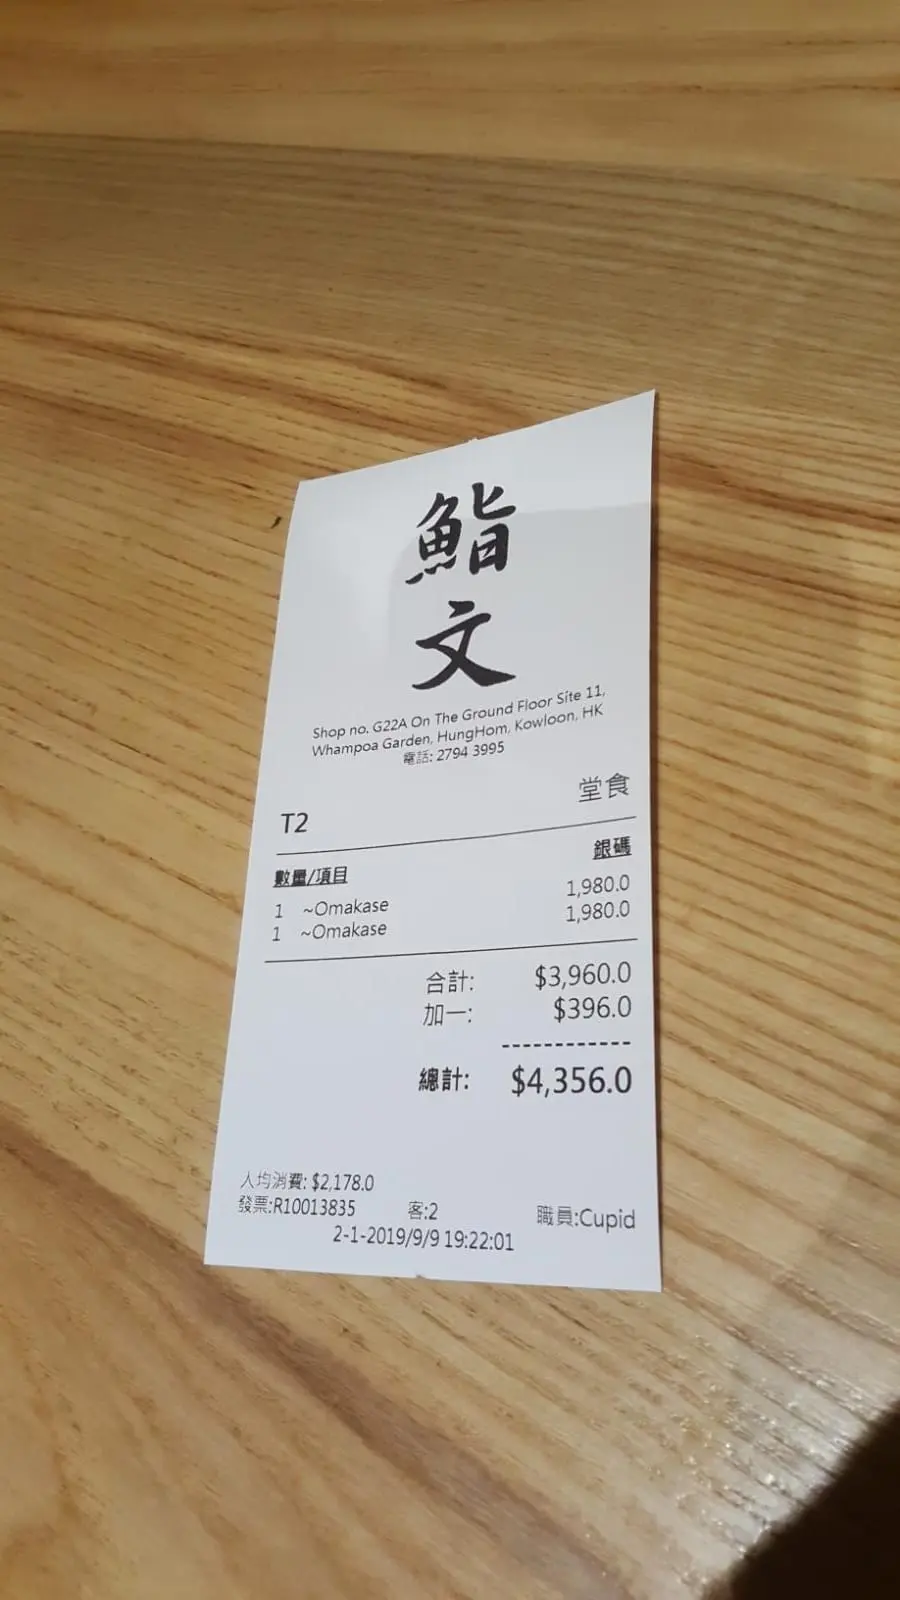 鮨
文
Shop no. G22A On The Ground Floor Site 11,
Whampoa Garden, HungHom, Kowloon, HK
電話: 2794 3995
堂食
T2
數量/項目 銀碼
1 ~Omakase 1,980.0
1 ~Omakase 1,980.0
合計: $3,960.0
加一: $396.0
------------
總計: $4,356.0
人均消費: $2,178.0
發票:R10013835 客:2 職員:Cupid
2-1-2019/9/9 19:22:01